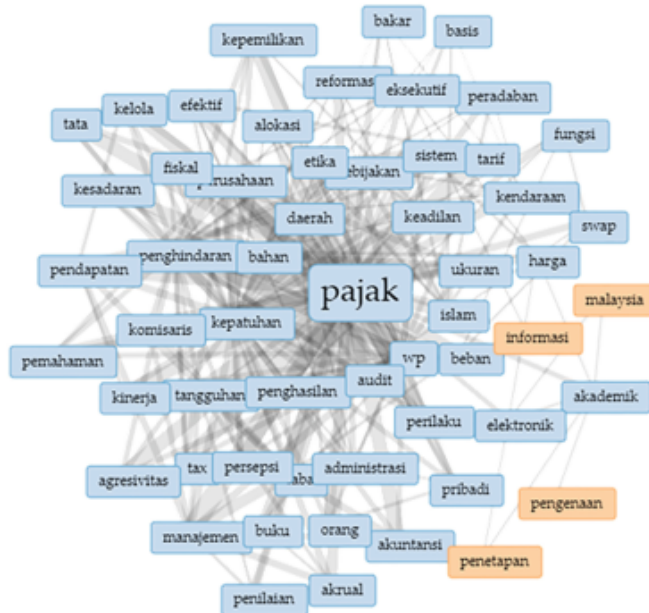 bakar
basis
kepemilikan
reformasi
eksekutif
peradaban
kelola
efektif
tata
alokasi
fungsi
etika
sistem
tarif
fiskal
perusahaan
kebijakan
kesadaran
kendaraan
daerah
keadilan
swap
penghindaran
bahan
harga
pendapatan
ukuran
pajak
malaysia
islam
komisaris
kepatuhan
informasi
pemahaman
wp
beban
audit
kinerja
tangguhan
penghasilan
akademik
perilaku
elektronik
tax
persepsi
administrasi
agresivitas
pribadi
pengenaan
manajemen
buku
orang
akuntansi
penetapan
penilaian
akrual